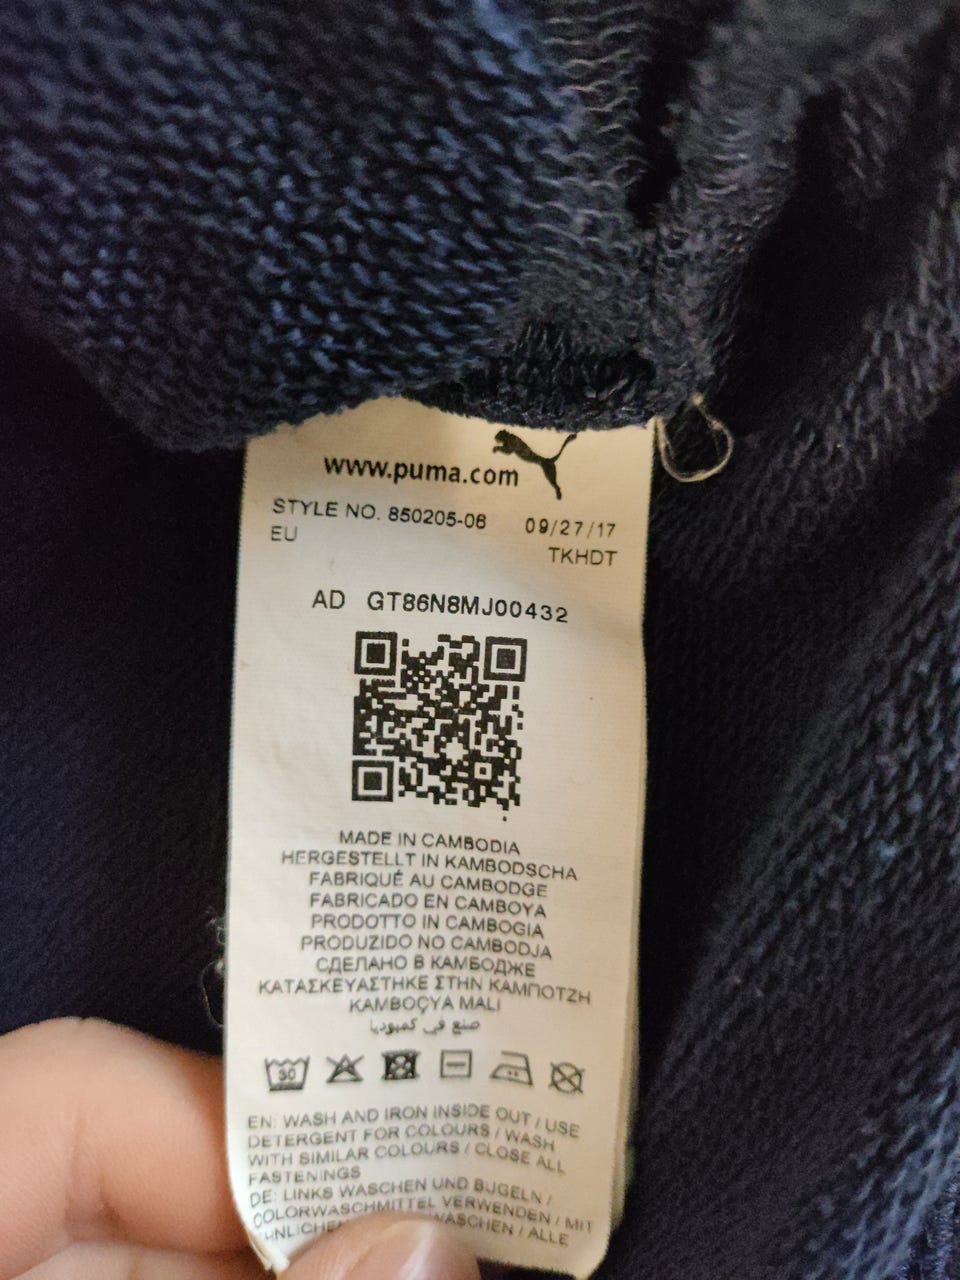 www.puma.com
STYLE NO. 850205-06 09/27/17
EU TKHDT
AD GT86N8MJ00432
MADE IN CAMBODIA
HERGESTELLT IN KAMBODSCHA
FABRIQUÉ AU CAMBODGE
FABRICADO EN CAMBOYA
PRODOTTO IN CAMBOGIA
PRODUZIDO NO CAMBODJA
СДЕЛАНО В КАМБОДЖЕ
ΚΑΤΑΣΚΕΥΑΣΤΗΚΕ ΣΤΗΝ ΚΑΜΠΟΤΖΗ
KAMBOÇYA MALI
صنع في كمبوديا
30
EN: WASH AND IRON INSIDE OUT / USE
DETERGENT FOR COLOURS / WASH
WITH SIMILAR COLOURS / CLOSE ALL
FASTENINGS
DE: LINKS WASCHEN UND BÜGELN /
COLORWASCHMITTEL VERWENDEN / MIT
WASCHEN / ALLE